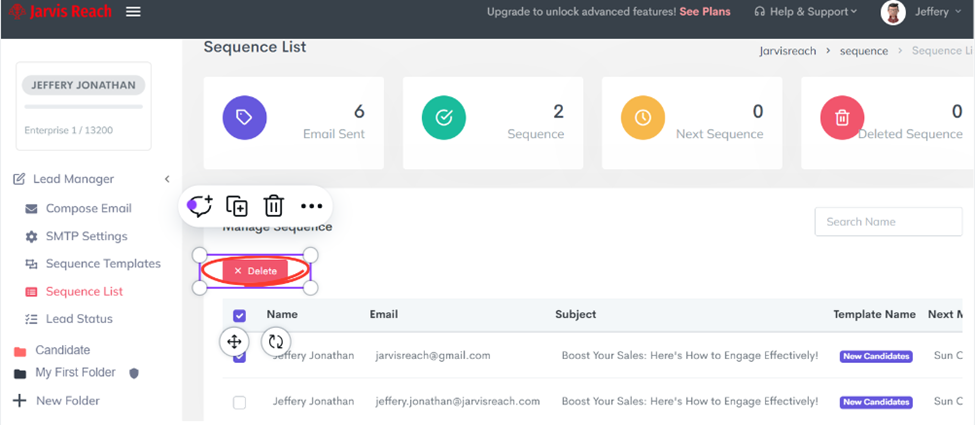 Jarvis Reach
Upgrade to unlock advanced features! See Plans
Help & Support
Jeffery
Sequence List
Jarvisreach > sequence > Sequence Li
JEFFERY JONATHAN
Enterprise 1 / 13200
6
Email Sent
2
Sequence
0
Next Sequence
0
Deleted Sequence
Lead Manager
Compose Email
SMTP Settings
Sequence Templates
Sequence List
Lead Status
Candidate
My First Folder
New Folder
Manage Sequence
Search Name
× Delete
Name Email Subject Template Name Next M
Jeffery Jonathan jarvisreach@gmail.com Boost Your Sales: Here's How to Engage Effectively! New Candidates Sun C
Jeffery Jonathan jeffery.jonathan@jarvisreach.com Boost Your Sales: Here's How to Engage Effectively! New Candidates Sun C